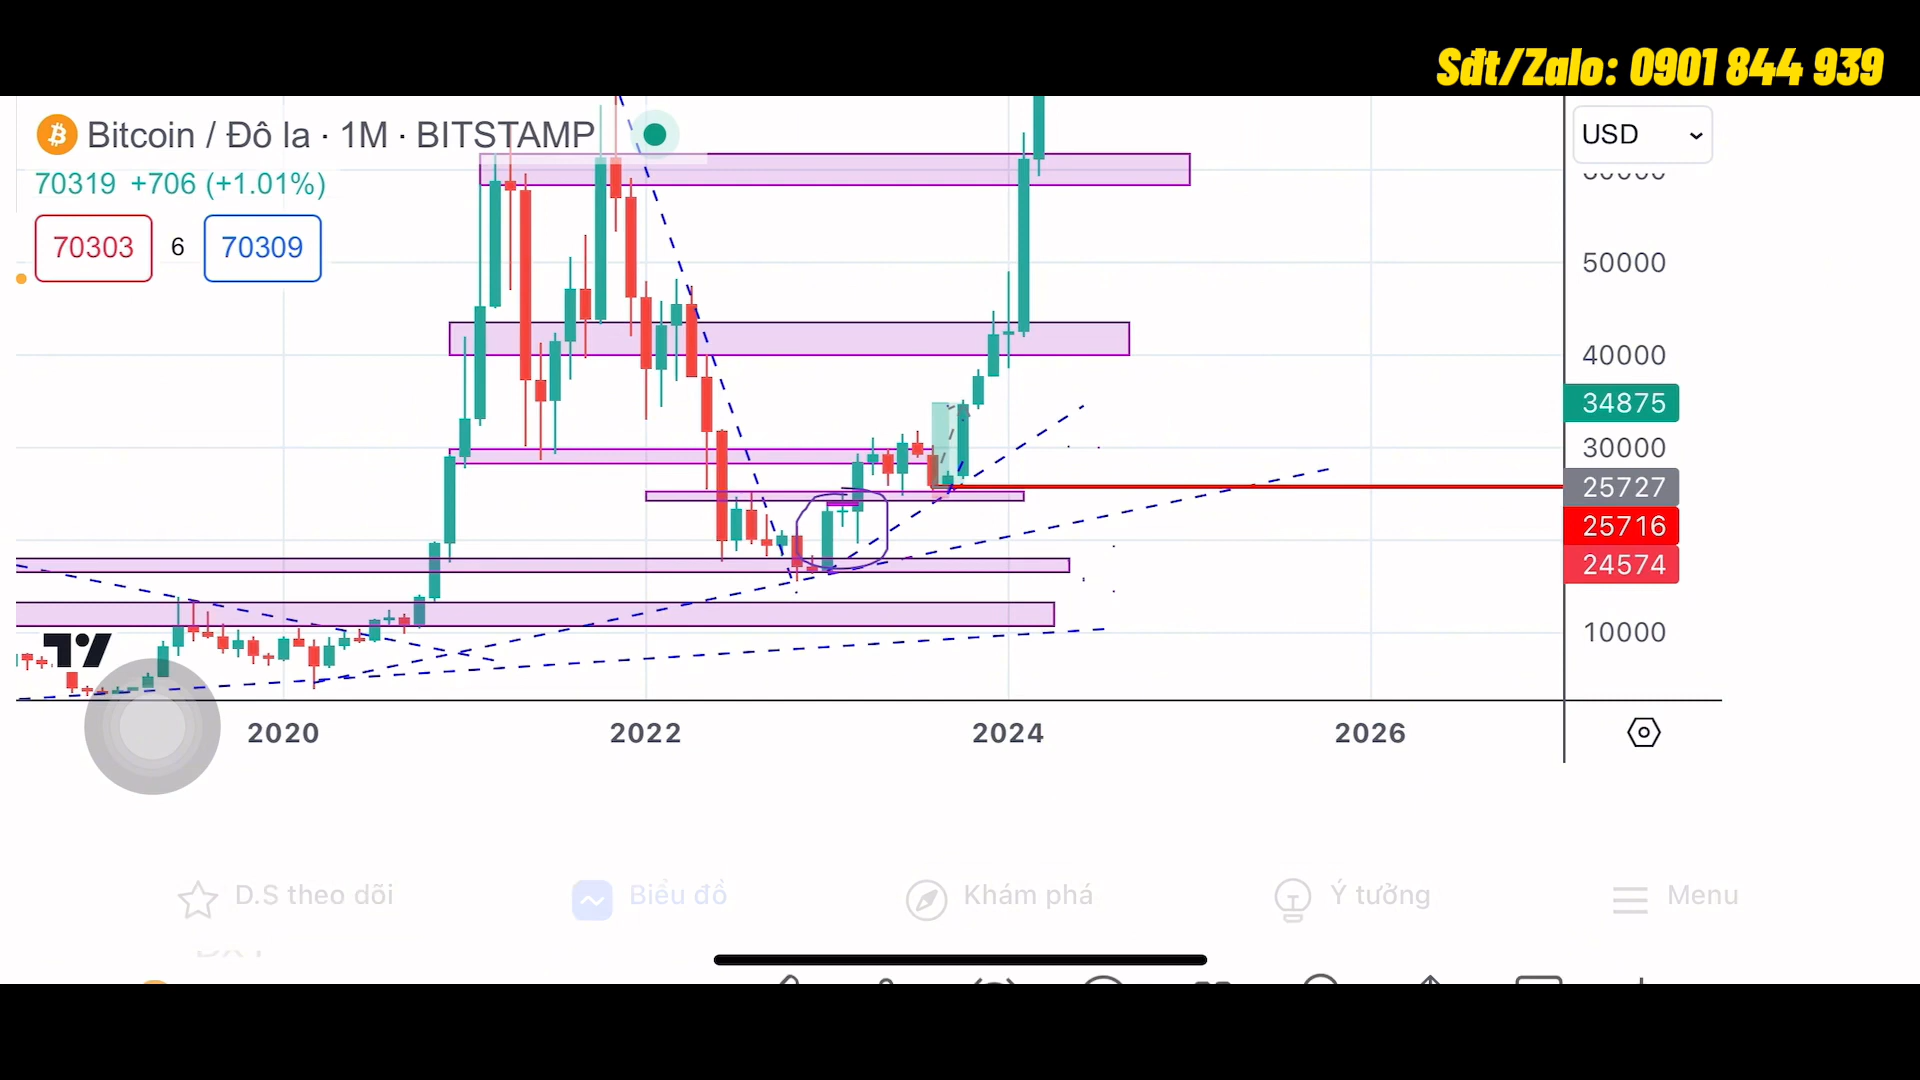 Sđt/Zalo: 0901 844 939
Bitcoin / Đô la · 1M · BITSTAMP
USD
70319 +706 (+1.01%)
70303 6 70309
50000
40000
34875
30000
25727
25716
24574
10000
2020 2022 2024 2026
D.S theo dõi Biểu đồ Khám phá Ý tưởng Menu